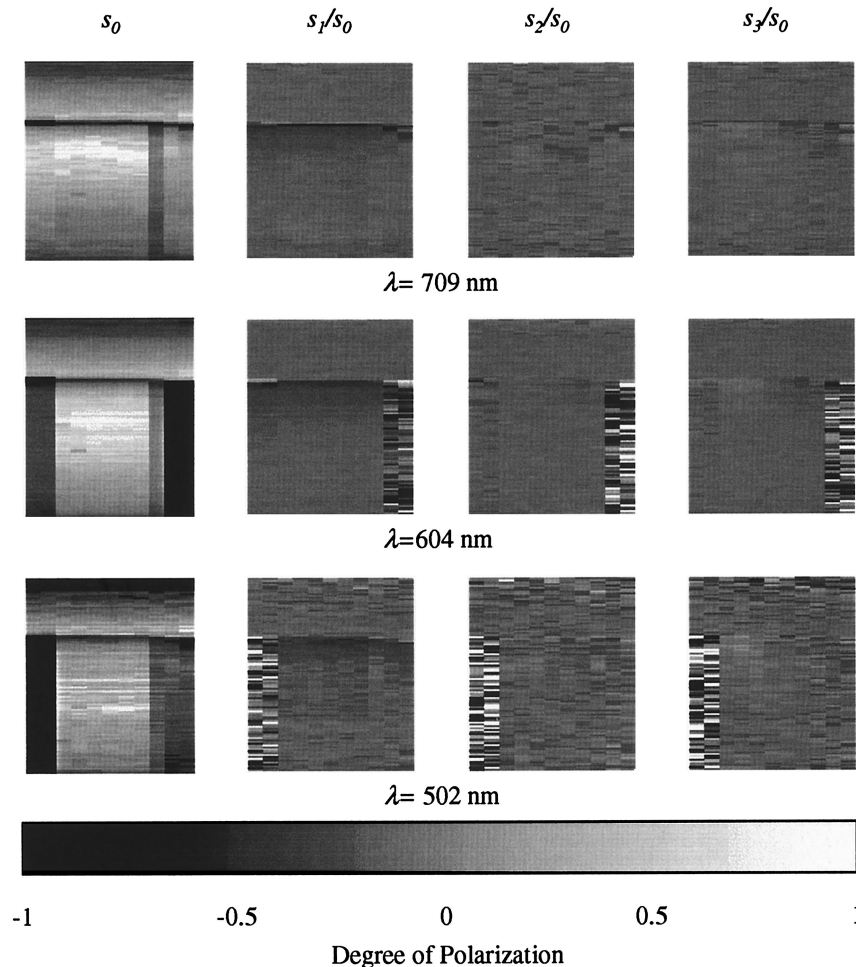 s0 s1/s0 s2/s0 s3/s0
λ= 709 nm
λ=604 nm
λ= 502 nm
-1 -0.5 0 0.5 1
Degree of Polarization